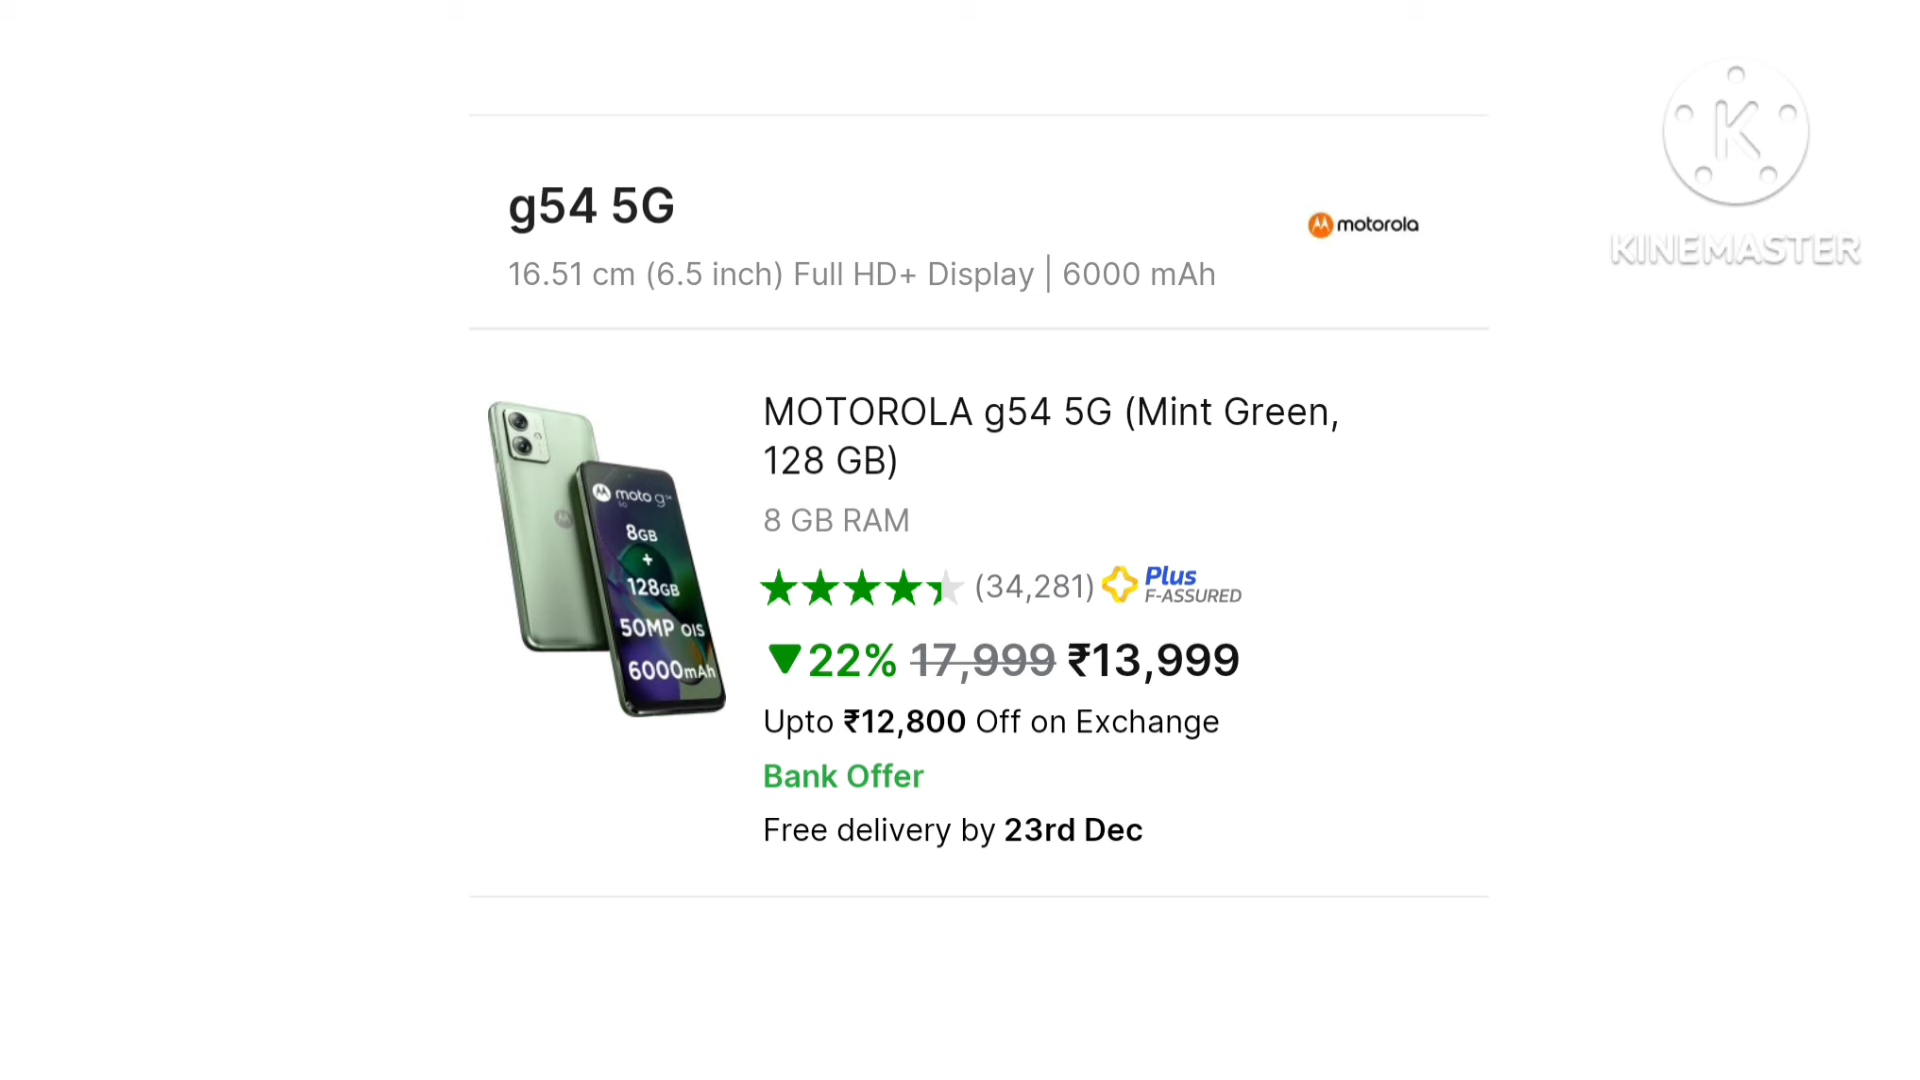 K
KINEMASTER
g54 5G
motorola
16.51 cm (6.5 inch) Full HD+ Display | 6000 mAh
MOTOROLA g54 5G (Mint Green,
128 GB)
8 GB RAM
(34,281) Plus
F-ASSURED
▼22% 17,999 ₹13,999
Upto ₹12,800 Off on Exchange
Bank Offer
Free delivery by 23rd Dec
moto g54
5G
8GB
+
128GB
50MP OIS
6000mAh